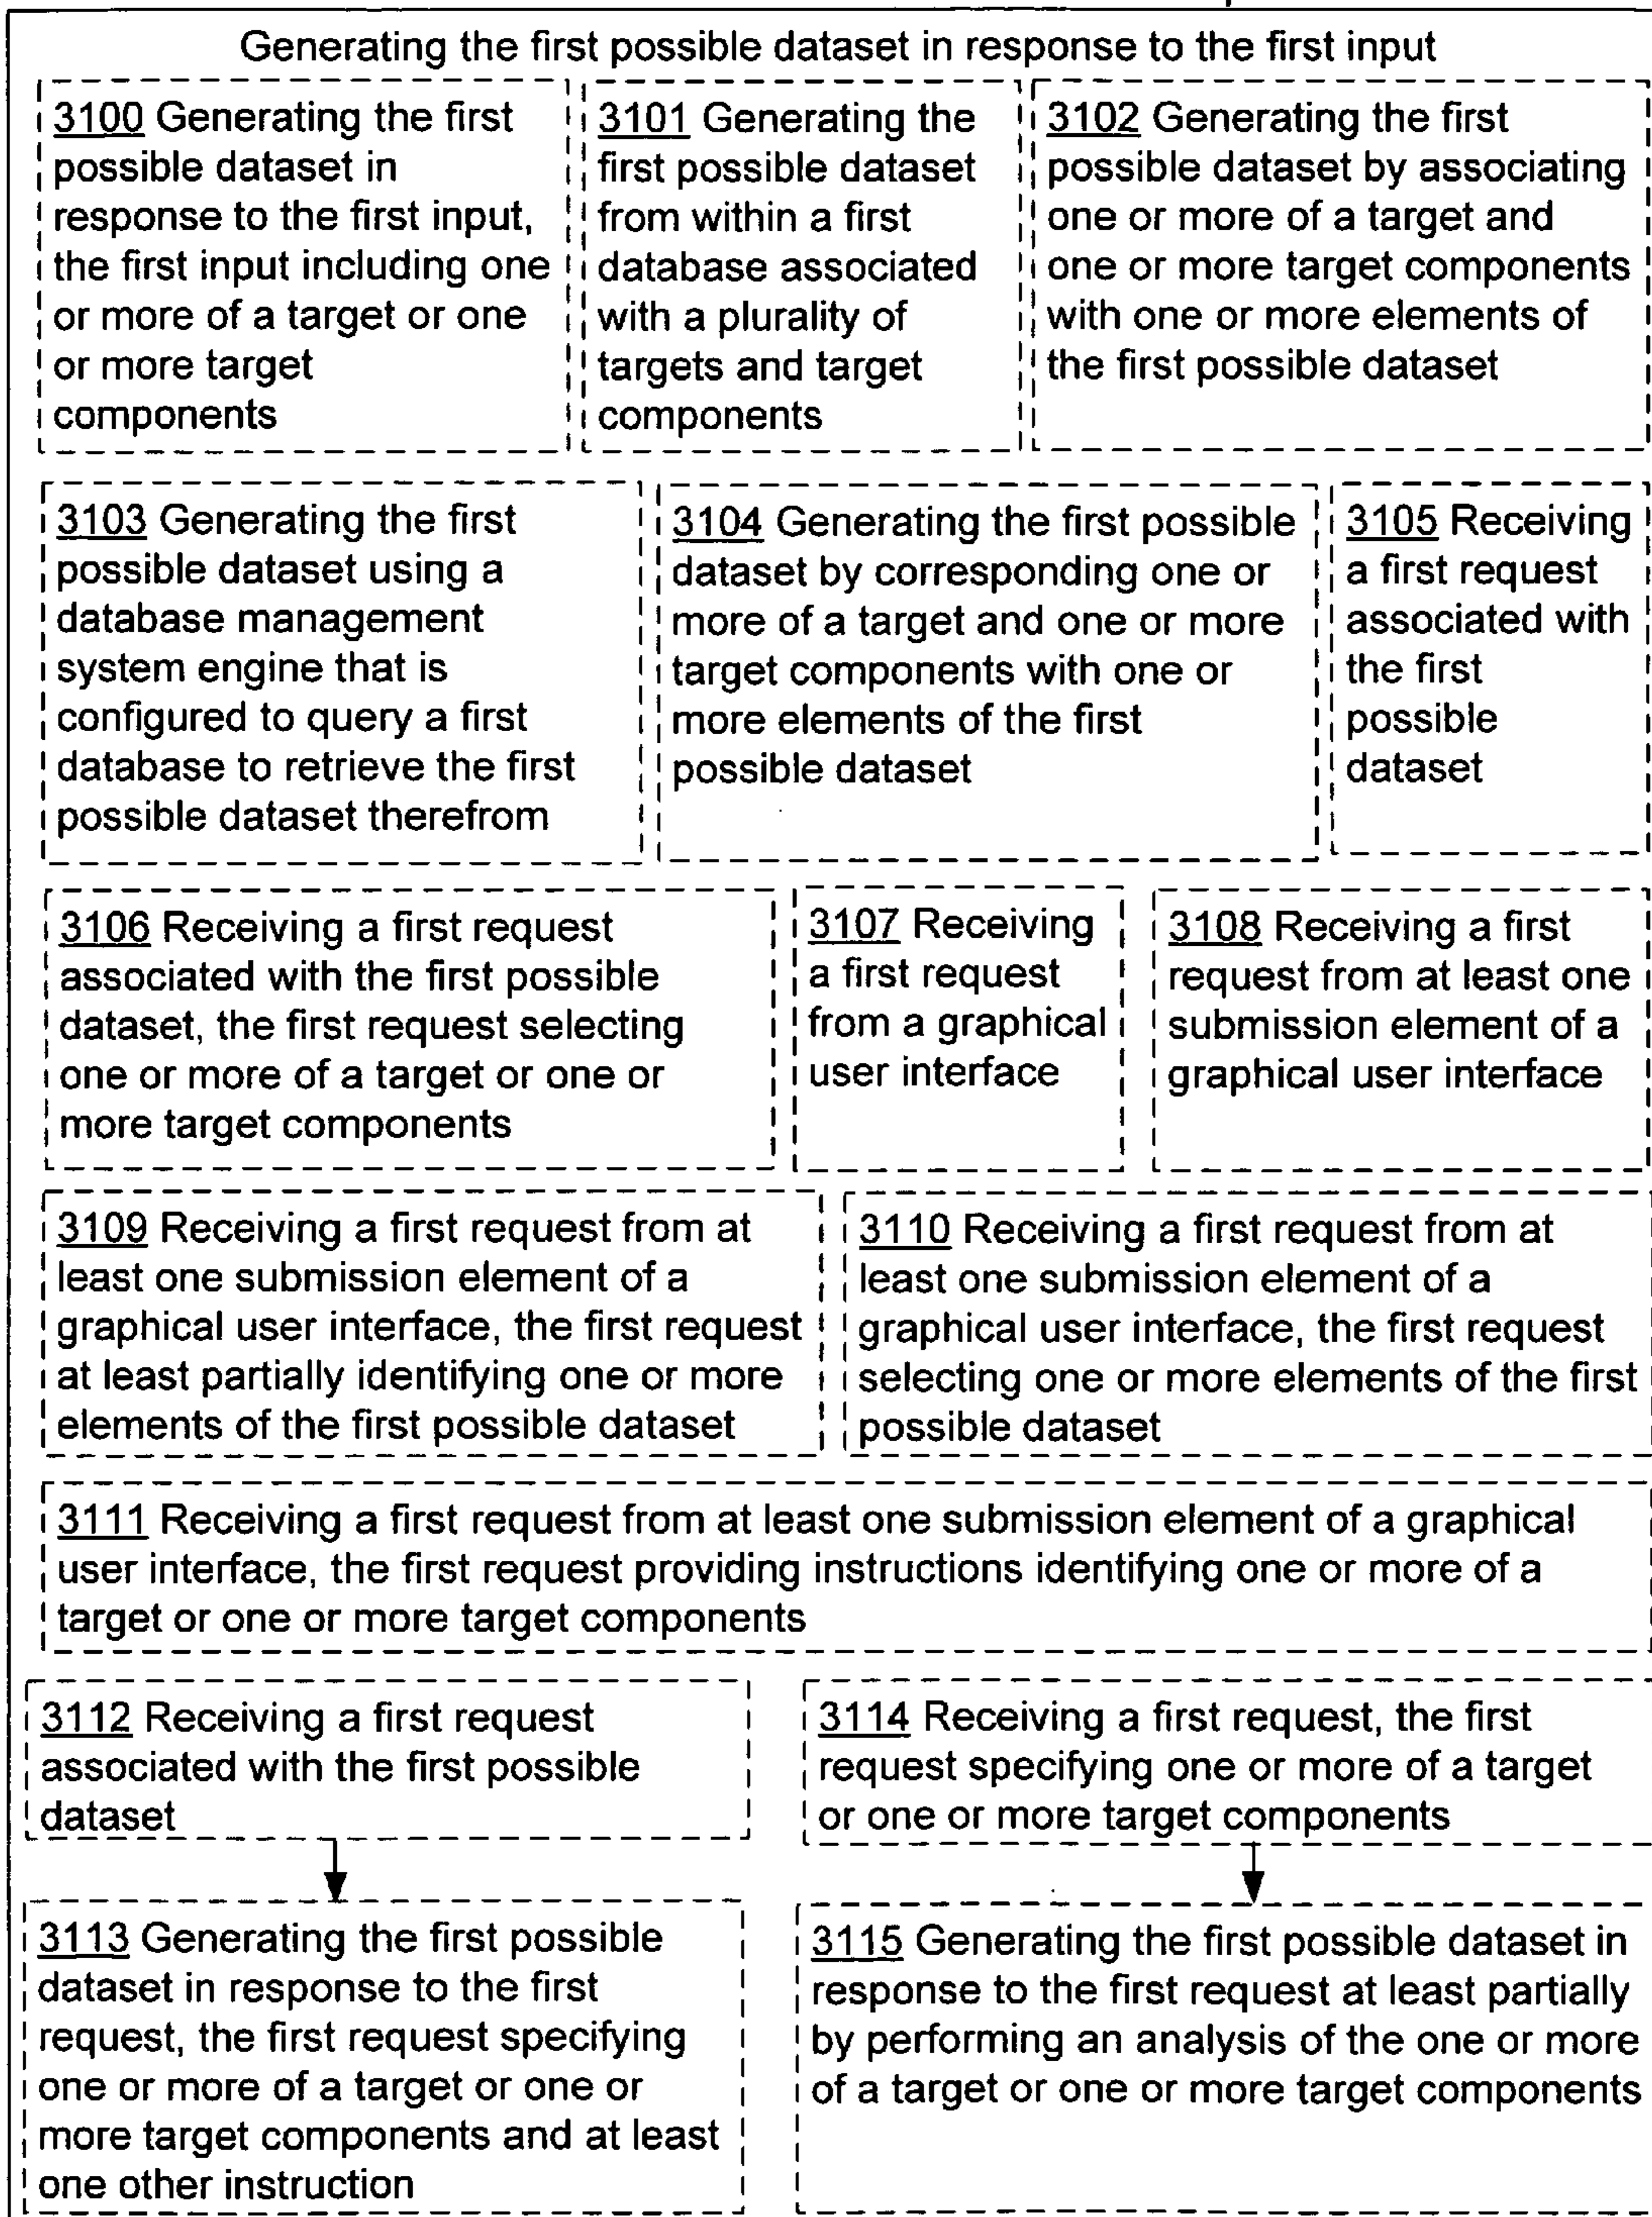 Generating the first possible dataset in response to the first input
3100 Generating the first
possible dataset in
response to the first input,
the first input including one
or more of a target or one
or more target
components
3101 Generating the
first possible dataset
from within a first
database associated
with a plurality of
targets and target
components
3102 Generating the first
possible dataset by associating
one or more of a target and
one or more target components
with one or more elements of
the first possible dataset
3103 Generating the first
possible dataset using a
database management
system engine that is
configured to query a first
database to retrieve the first
possible dataset therefrom
3104 Generating the first possible
dataset by corresponding one or
more of a target and one or more
target components with one or
more elements of the first
possible dataset
3105 Receiving
a first request
associated with
the first
possible
dataset
3106 Receiving a first request
associated with the first possible
dataset, the first request selecting
one or more of a target or one or
more target components
3107 Receiving
a first request
from a graphical
user interface
3108 Receiving a first
request from at least one
submission element of a
graphical user interface
3109 Receiving a first request from at
least one submission element of a
graphical user interface, the first request
at least partially identifying one or more
elements of the first possible dataset
3110 Receiving a first request from at
least one submission element of a
graphical user interface, the first request
selecting one or more elements of the first
possible dataset
3111 Receiving a first request from at least one submission element of a graphical
user interface, the first request providing instructions identifying one or more of a
target or one or more target components
3112 Receiving a first request
associated with the first possible
dataset
3114 Receiving a first request, the first
request specifying one or more of a target
or one or more target components
3113 Generating the first possible
dataset in response to the first
request, the first request specifying
one or more of a target or one or
more target components and at least
one other instruction
3115 Generating the first possible dataset in
response to the first request at least partially
by performing an analysis of the one or more
of a target or one or more target components